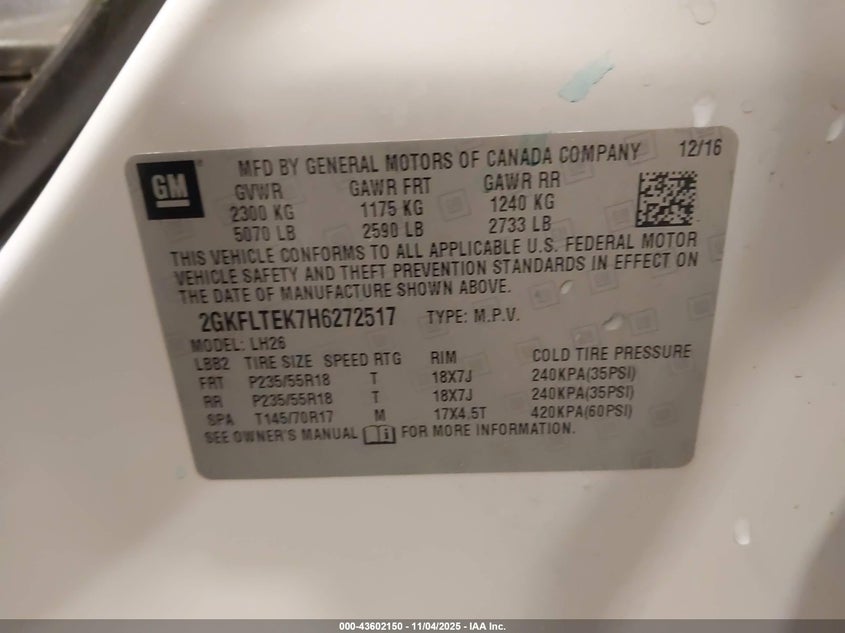 GM MFD BY GENERAL MOTORS OF CANADA COMPANY 12/16
GVWR GAWR FRT GAWR RR
2300 KG 1175 KG 1240 KG
5070 LB 2590 LB 2733 LB
THIS VEHICLE CONFORMS TO ALL APPLICABLE U.S. FEDERAL MOTOR
VEHICLE SAFETY AND THEFT PREVENTION STANDARDS IN EFFECT ON
THE DATE OF MANUFACTURE SHOWN ABOVE.
2GKFLTEK7H6272517 TYPE: M.P.V.
MODEL: LH26
LBB2 TIRE SIZE SPEED RTG RIM COLD TIRE PRESSURE
FRT P235/55R18 T 18X7J 240KPA(35PSI)
RR P235/55R18 T 18X7J 240KPA(35PSI)
SPA T145/70R17 M 17X4.5T 420KPA(60PSI)
SEE OWNER'S MANUAL FOR MORE INFORMATION.
000-43602150 - 11/04/2025 - IAA Inc.